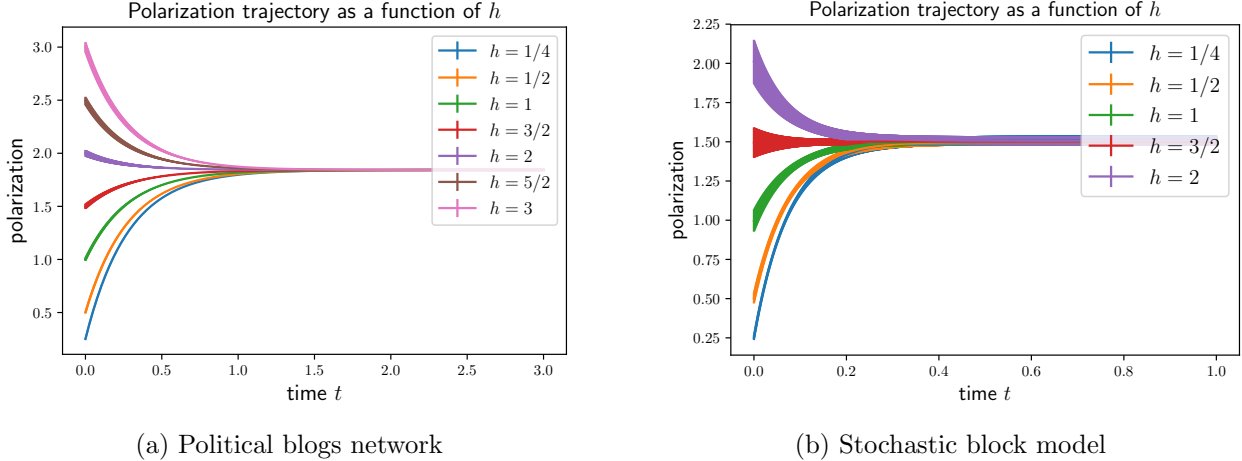 Polarization trajectory as a function of h
polarization
3.0
2.5
2.0
1.5
1.0
0.5
h = 1/4
h = 1/2
h = 1
h = 3/2
h = 2
h = 5/2
h = 3
0.0 0.5 1.0 1.5 2.0 2.5 3.0
time t
(a) Political blogs network
Polarization trajectory as a function of h
polarization
2.25
2.00
1.75
1.50
1.25
1.00
0.75
0.50
0.25
h = 1/4
h = 1/2
h = 1
h = 3/2
h = 2
0.0 0.2 0.4 0.6 0.8 1.0
time t
(b) Stochastic block model